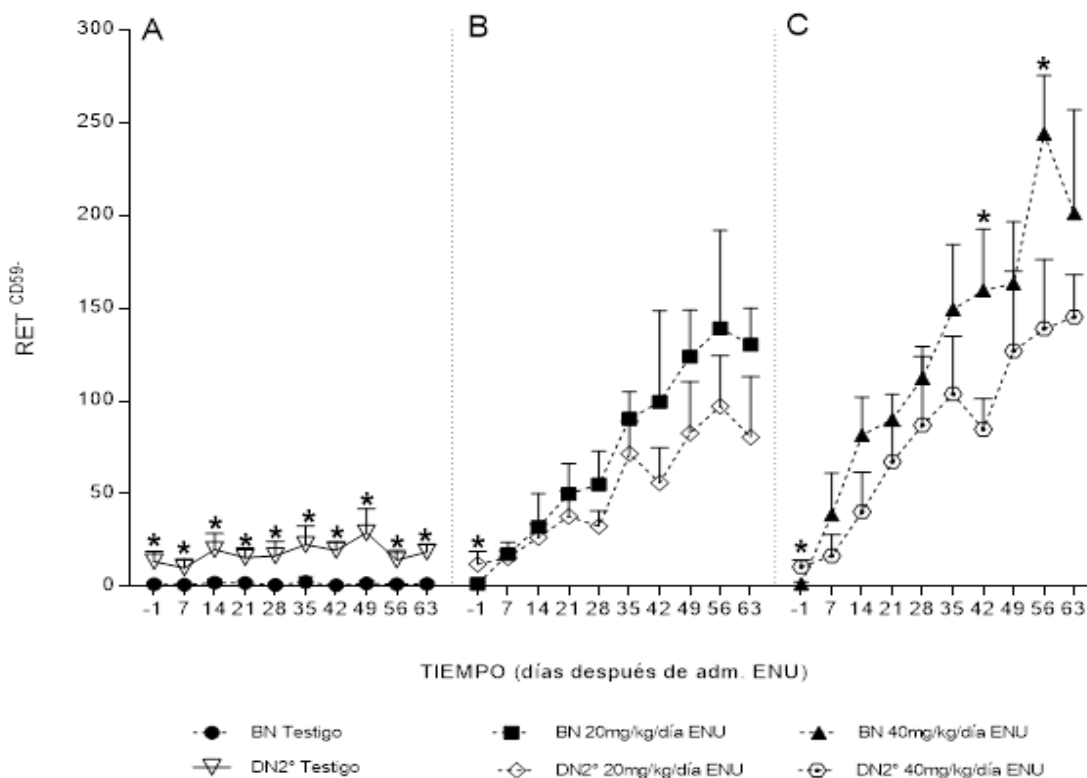 A
B
C
300
250
200
150
100
50
0
RET CD59-
* * * * * * * * * *
*
* * *
-1 7 14 21 28 35 42 49 56 63
-1 7 14 21 28 35 42 49 56 63
-1 7 14 21 28 35 42 49 56 63
TIEMPO (días después de adm. ENU)
BN Testigo
BN 20mg/kg/día ENU
BN 40mg/kg/día ENU
DN2° Testigo
DN2° 20mg/kg/día ENU
DN2° 40mg/kg/día ENU